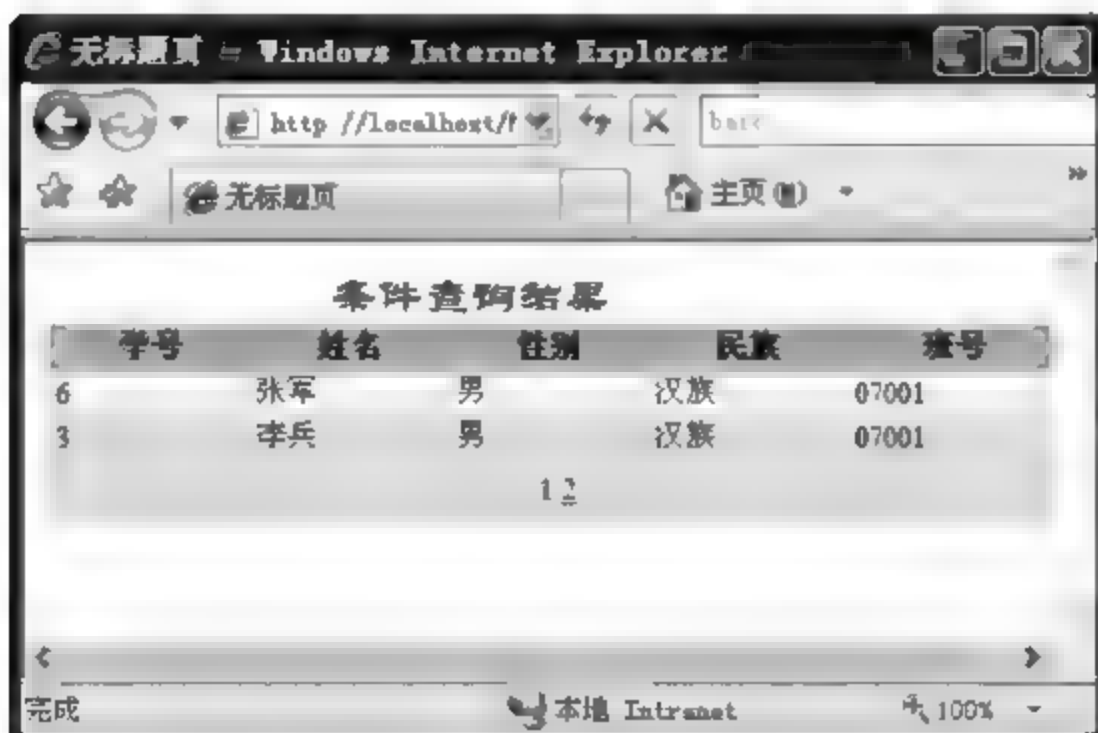 无标题页 - Windows Internet Explorer
http //localhost/
无标题页
主页
条件查询结果
学号 姓名 性别 民族 班号
6 张军 男 汉族 07001
3 李兵 男 汉族 07001
1 2
完成 本地 Intranet 100%